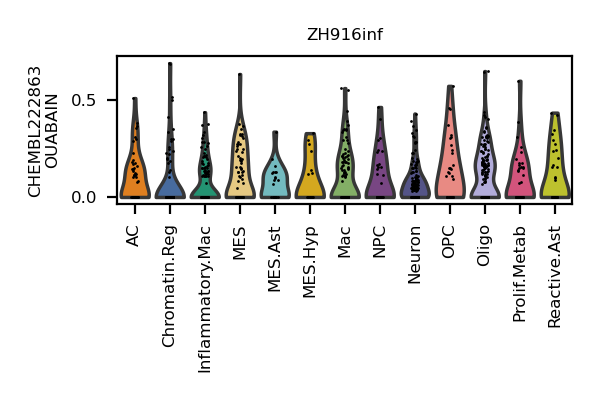 ZH916inf
CHEMBL222863
OUABAIN
0.5
0.0
AC
Chromatin.Reg
Inflammatory.Mac
MES
MES.Ast
MES.Hyp
Mac
NPC
Neuron
OPC
Oligo
Prolif.Metab
Reactive.Ast